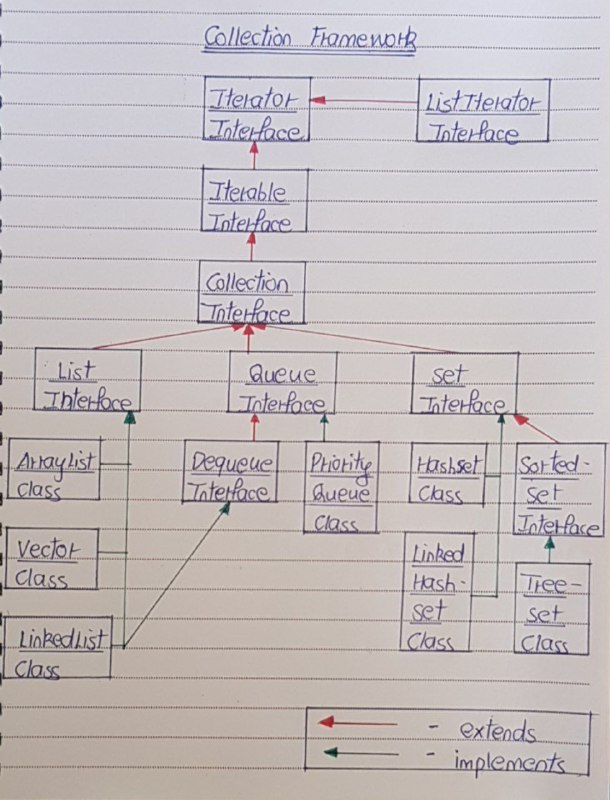 Collection Framework
Iterator
Interface
ListIterator
Interface
Iterable
Interface
Collection
Interface
List
Interface
Queue
Interface
set
Interface
ArrayList
Class
Dequeue
Interface
Priority
Queue
Class
Hashset
Class
Sorted-
set
Interface
Vector
Class
Linked
Hash-
set
Class
Tree-
set
Class
LinkedList
Class
- extends
- implements